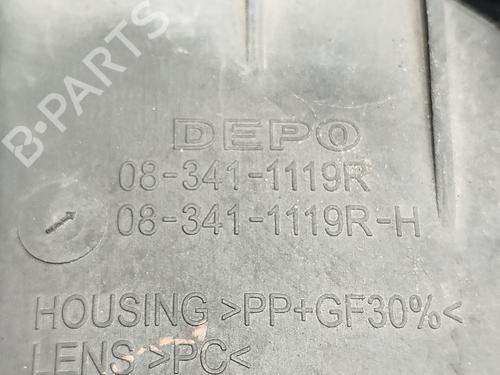 B-PARTS
DEPO
08-341-1119R
08-341-1119R-H
HOUSING >PP+GF30%<
LENS >PC<